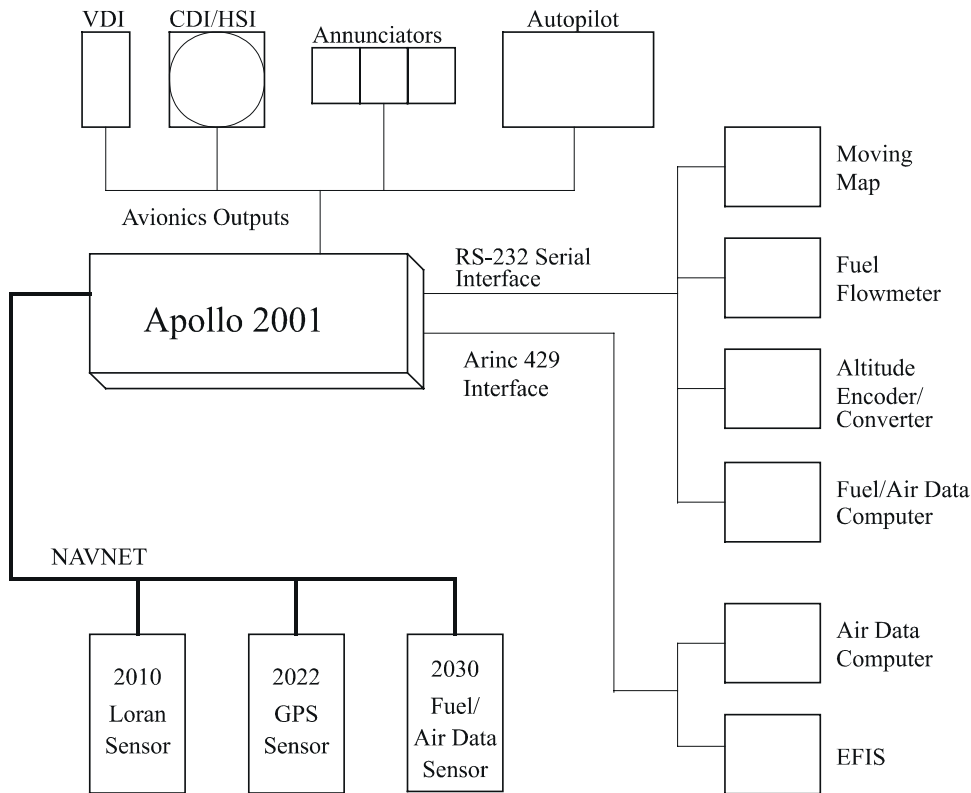 VDI
CDI/HSI
Annunciators
Autopilot
Avionics Outputs
Moving
Map
RS-232 Serial
Interface
Fuel
Flowmeter
Apollo 2001
Arinc 429
Interface
Altitude
Encoder/
Converter
Fuel/Air Data
Computer
NAVNET
2010
Loran
Sensor
2022
GPS
Sensor
2030
Fuel/
Air Data
Sensor
Air Data
Computer
EFIS